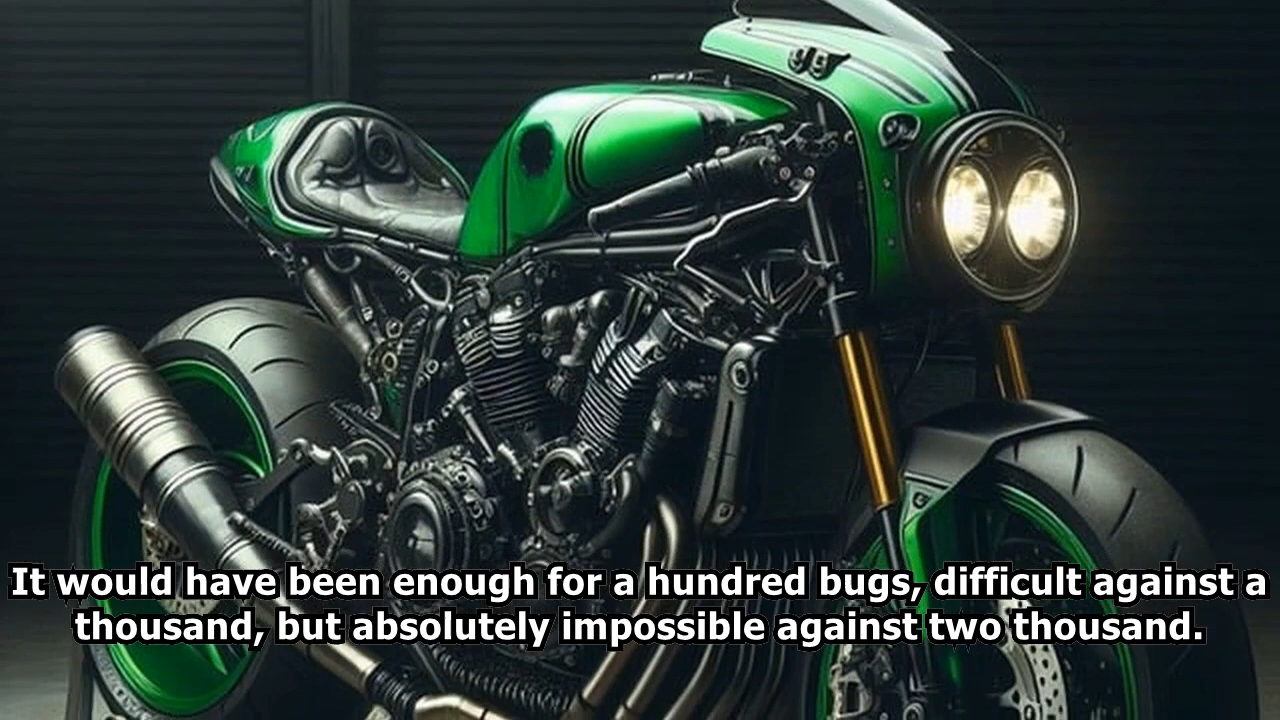 It would have been enough for a hundred bugs, difficult against a
thousand, but absolutely impossible against two thousand.